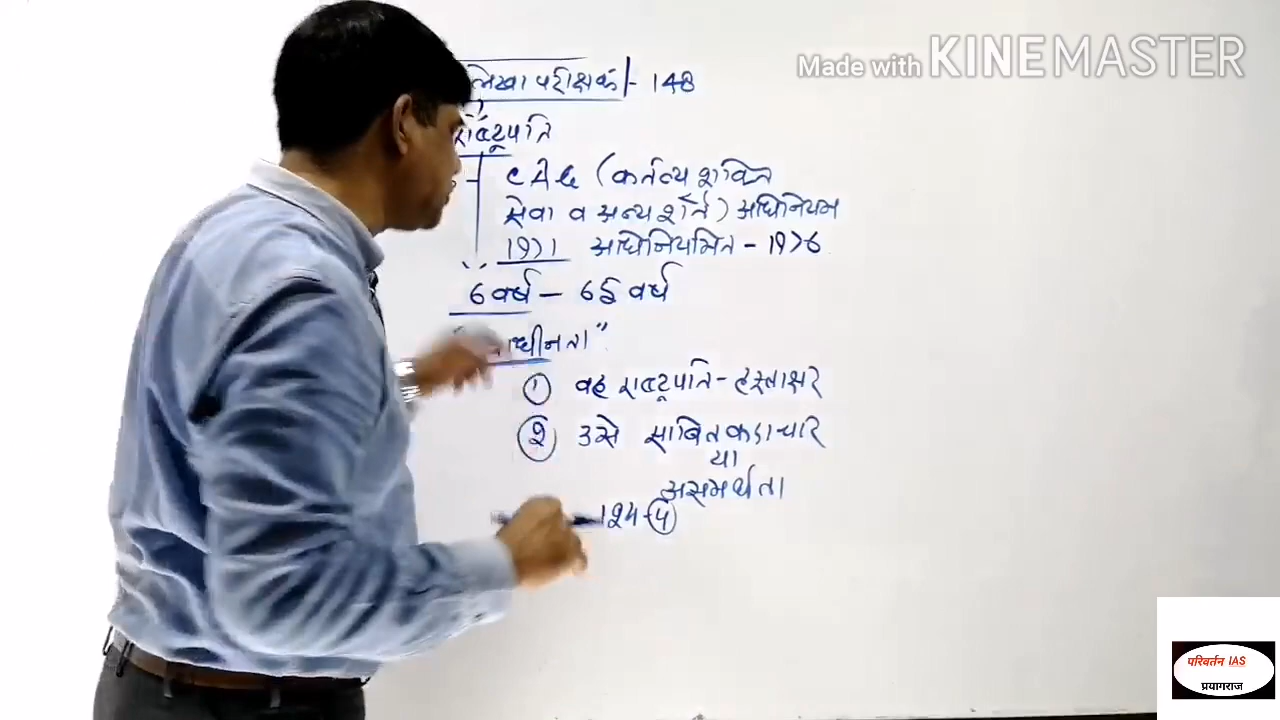 Made with KINEMASTER
लेखा परीक्षक - 148
राष्ट्रपति
CAG (कर्तव्य शक्ति
सेवा व अन्य शर्तें) अधिनियम
1971 अधिनियमित - 1976
6 वर्ष - 65 वर्ष
"
① वह राष्ट्रपति - हस्ताक्षर
② उसे साबित कदाचार
या
असमर्थता
124 - (4)
परिवर्तन IAS
प्रयागराज